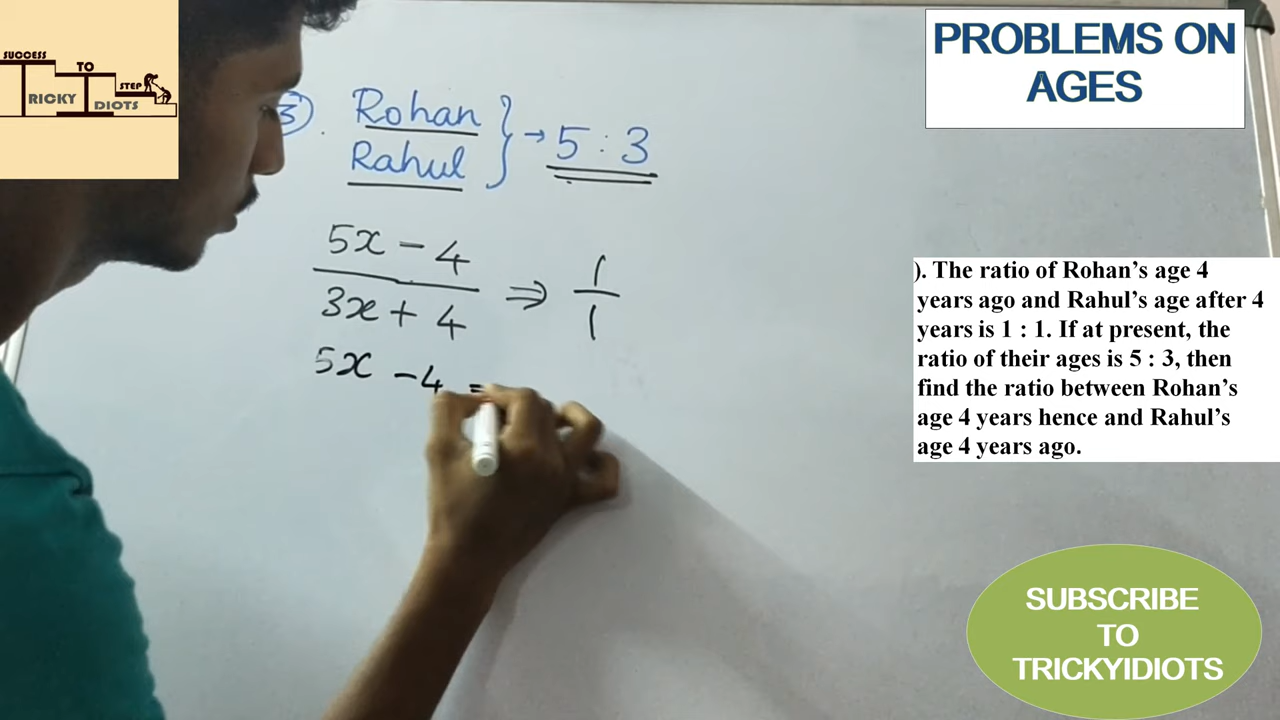 SUCCESS
TO
STEP
TRICKY IDIOTS
PROBLEMS ON
AGES
3). Rohan
Rahul } → 5 : 3
5x - 4
3x + 4
⇒ 1
1
5x - 4 =
). The ratio of Rohan’s age 4
years ago and Rahul’s age after 4
years is 1 : 1. If at present, the
ratio of their ages is 5 : 3, then
find the ratio between Rohan’s
age 4 years hence and Rahul’s
age 4 years ago.
SUBSCRIBE
TO
TRICKYIDIOTS